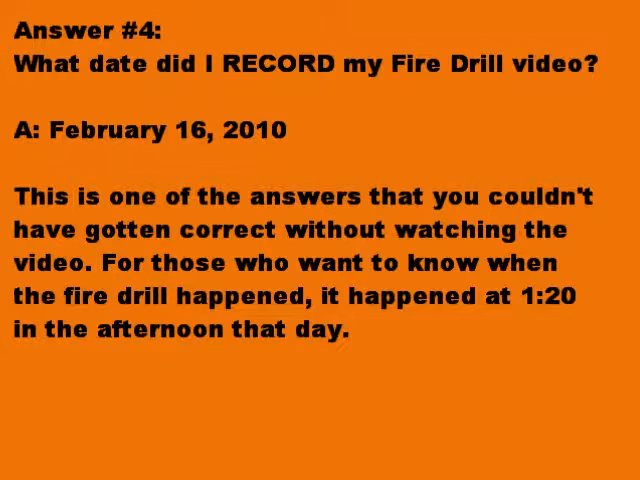 Answer #4:
What date did I RECORD my Fire Drill video?
A: February 16, 2010
This is one of the answers that you couldn't
have gotten correct without watching the
video. For those who want to know when
the fire drill happened, it happened at 1:20
in the afternoon that day.